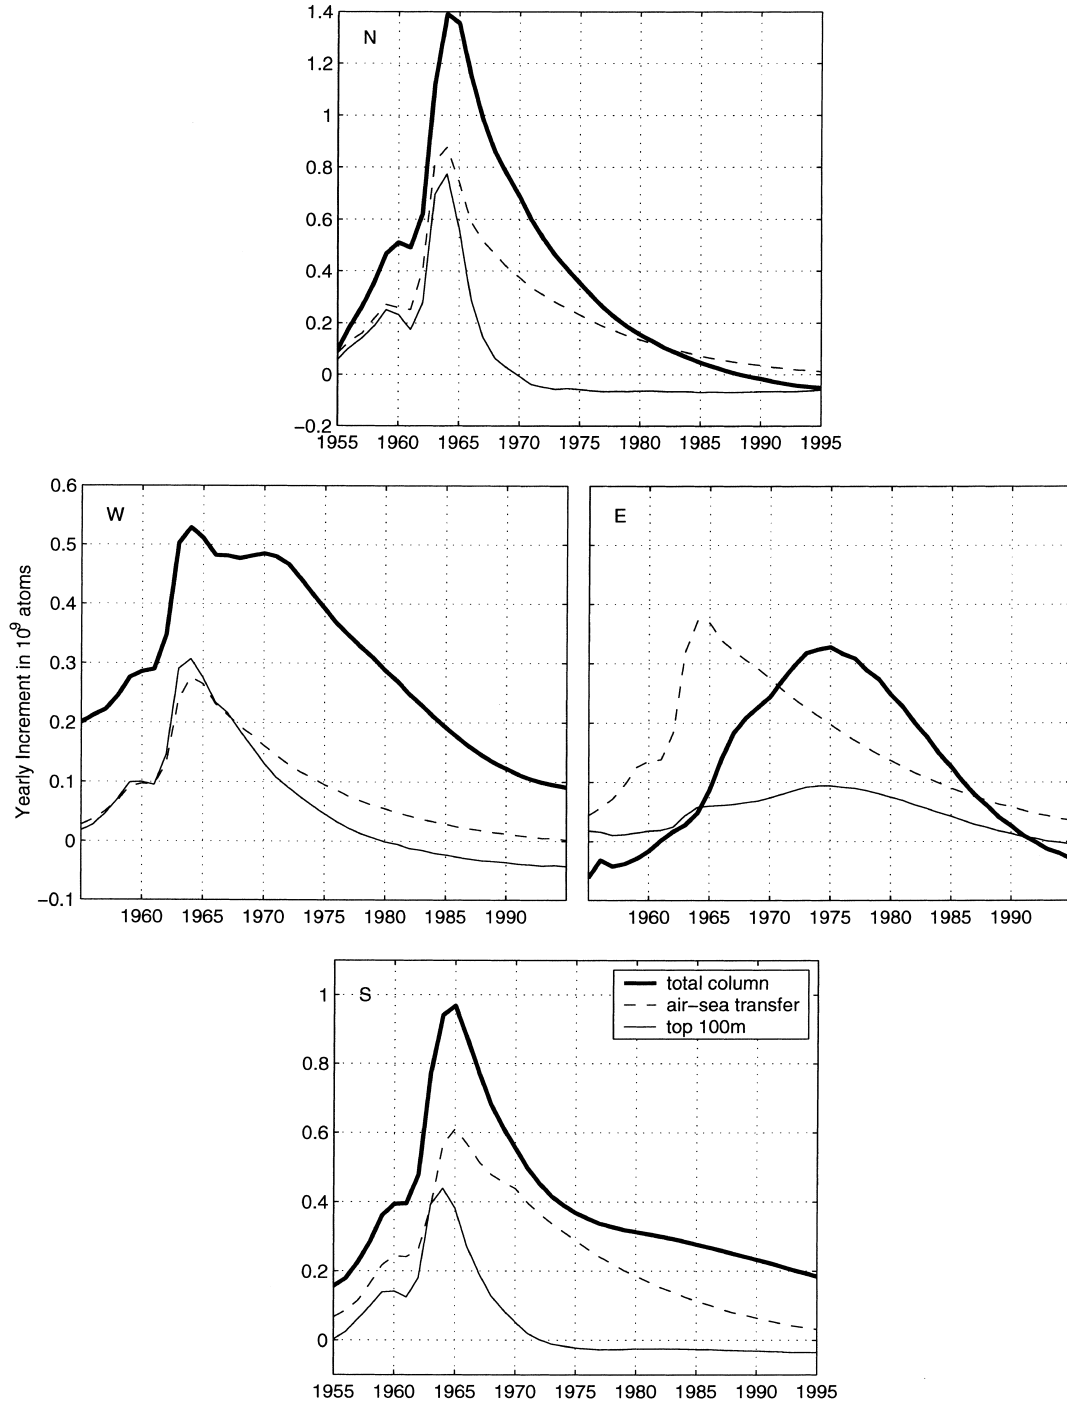 1.4
N
1.2
1
0.8
0.6
0.4
0.2
0
−0.2
1955 1960 1965 1970 1975 1980 1985 1990 1995
Yearly Increment in 10^9 atoms
0.6
W
0.5
0.4
0.3
0.2
0.1
0
−0.1
1960 1965 1970 1975 1980 1985 1990
E
1960 1965 1970 1975 1980 1985 1990
1
S
0.8
0.6
0.4
0.2
0
total column
air−sea transfer
top 100m
1955 1960 1965 1970 1975 1980 1985 1990 1995